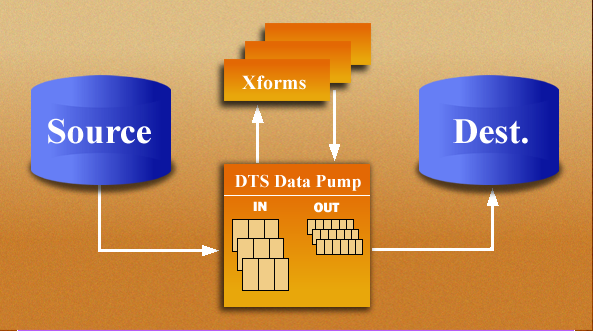 Xforms
Source
Dest.
DTS Data Pump
IN
OUT